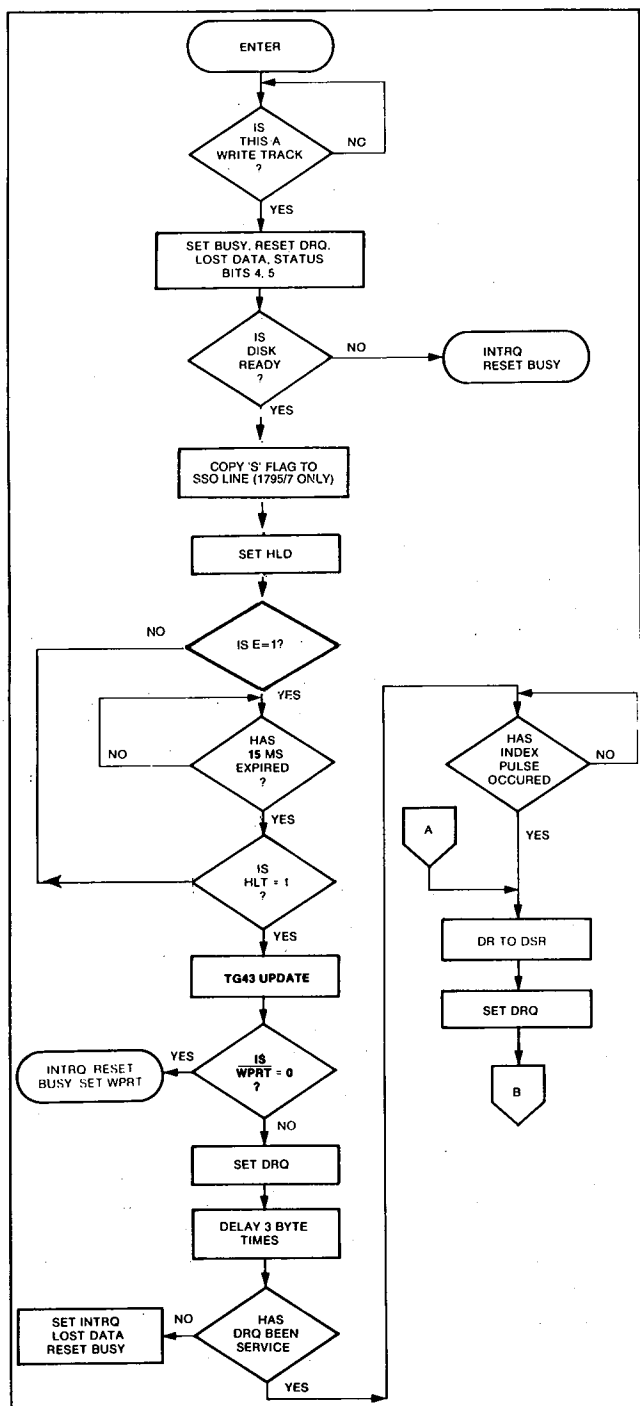 ENTER
IS
THIS A
WRITE TRACK
?
NC
YES
SET BUSY, RESET DRQ,
LOST DATA, STATUS
BITS 4, 5
IS
DISK
READY
?
NO
INTRQ
RESET BUSY
YES
COPY 'S' FLAG TO
SSO LINE (1795/7 ONLY)
SET HLD
NO
IS E=1?
YES
HAS
15 MS
EXPIRED
?
NO
YES
IS
HLT = 1
?
YES
TG43 UPDATE
IS
WPRT = 0
?
YES
INTRQ RESET
BUSY SET WPRT
NO
SET DRQ
DELAY 3 BYTE
TIMES
HAS
DRQ BEEN
SERVICE
NO
SET INTRQ
LOST DATA
RESET BUSY
YES
HAS
INDEX
PULSE
OCCURED
NO
YES
A
DR TO DSR
SET DRQ
B